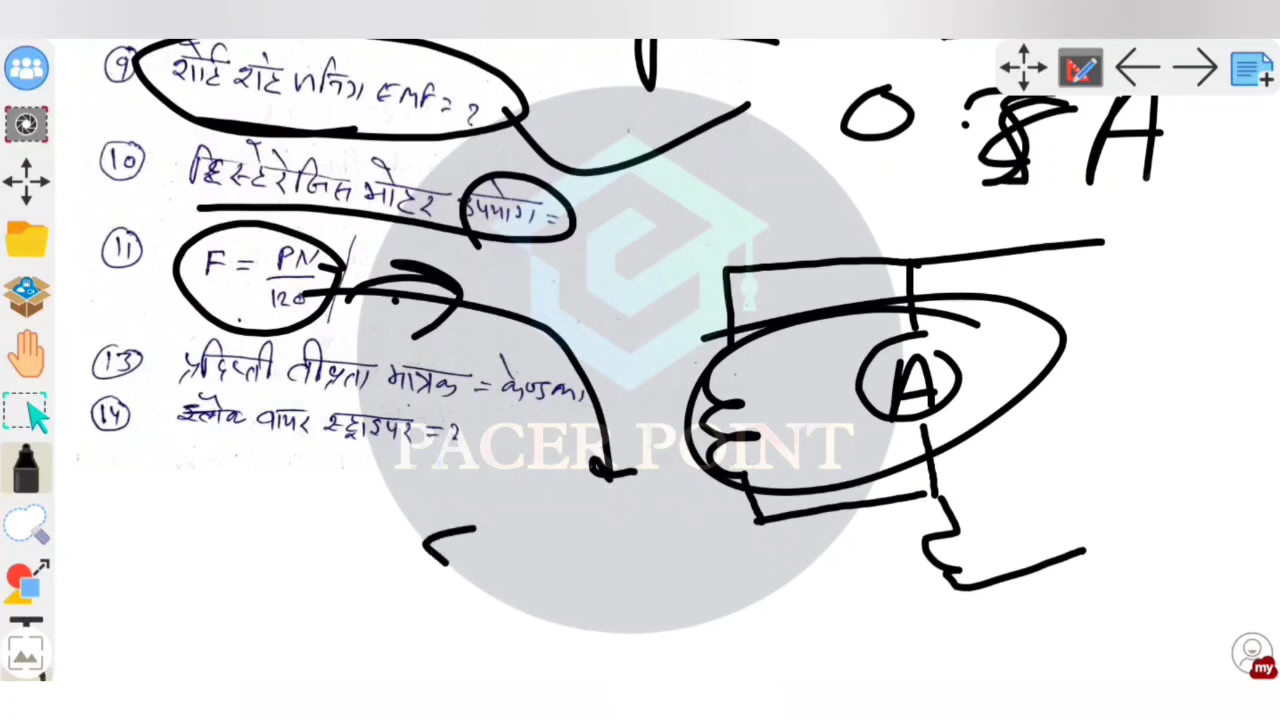 ⑨ शोर्ट शंट जनित्र EMF = ?
⑩ हिस्टेरेसिस मोटर उपयोग =
⑪ F = PN / 120
⑬ प्रदिप्ती तीव्रता मात्रक = केण्डला
⑭ वायर स्ट्राइपर = ?
O A
A
PACER POINT
my